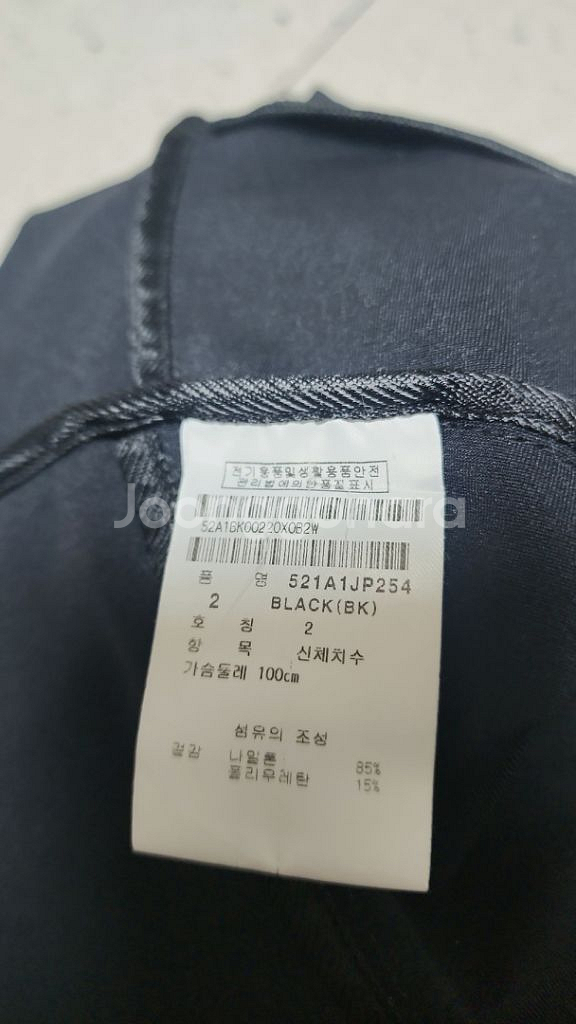 전기용품및생활용품안전
관리법에의한품질표시
Joongonara
52A1BK00220X0B2W
품 명 521A1JP254
2 BLACK(BK)
호 칭 2
항 목 신체치수
가슴둘레 100cm
섬유의 조성
겉감 나일론 85%
폴리우레탄 15%